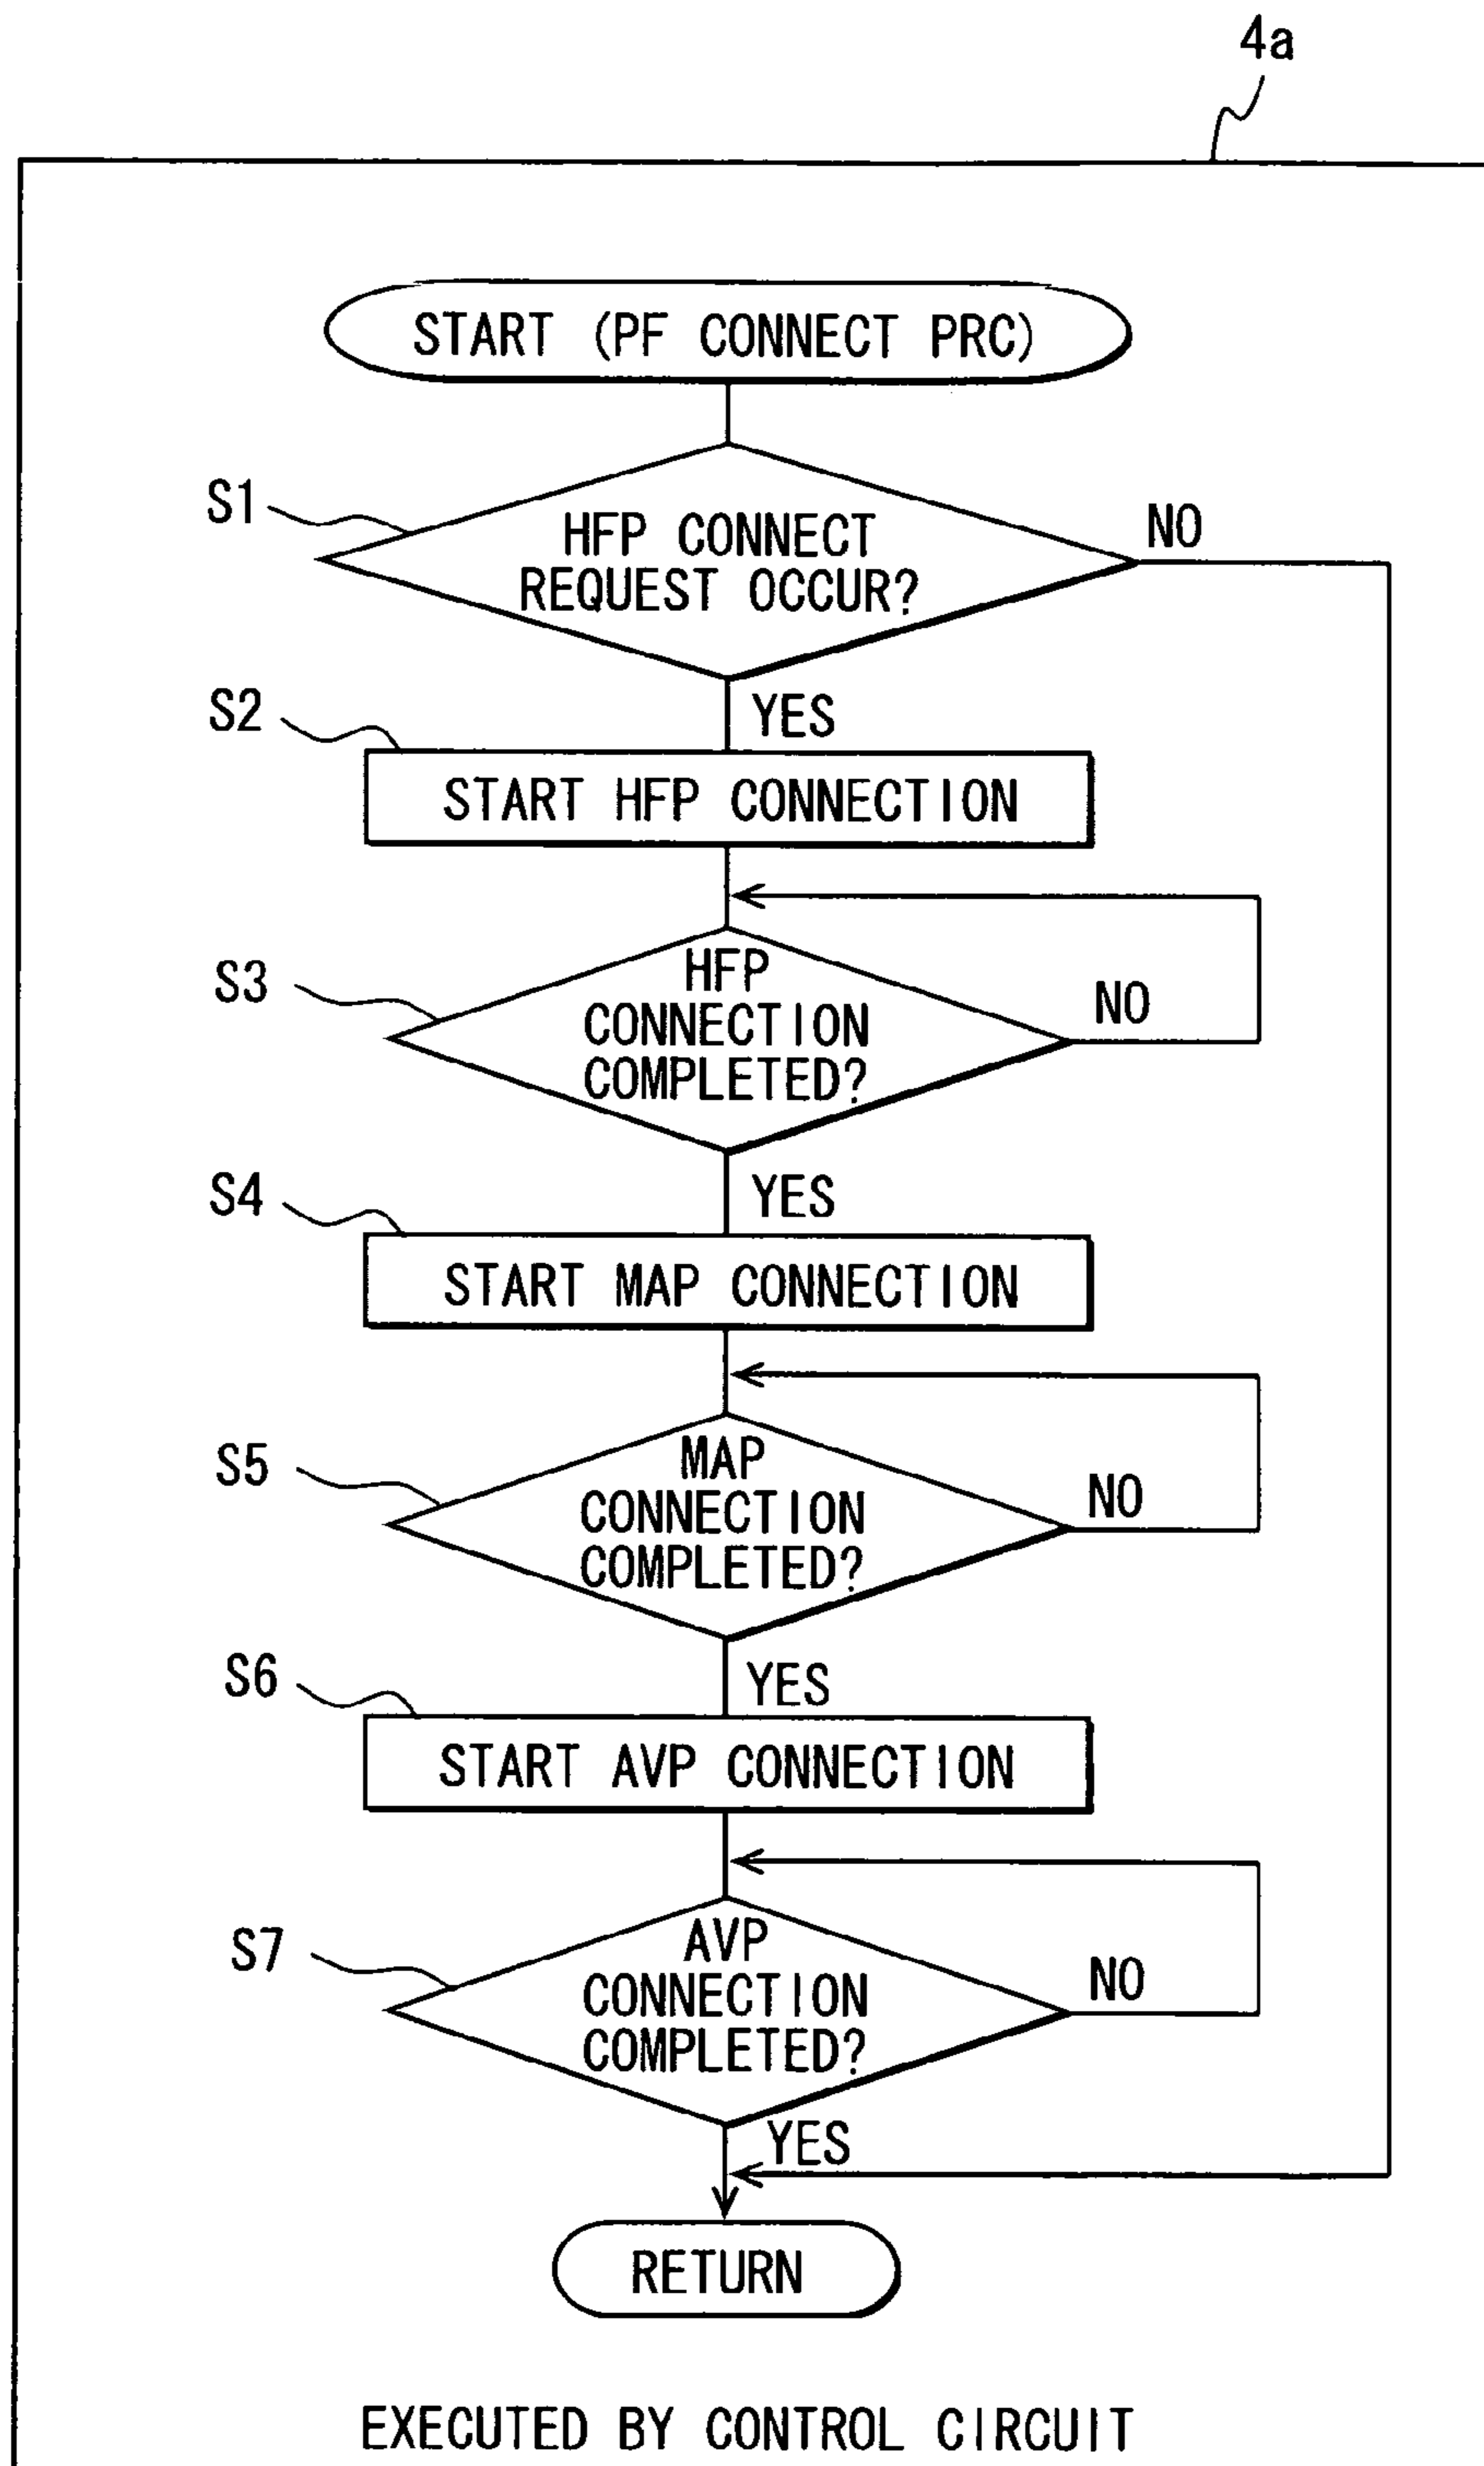 4a
START (PF CONNECT PRC)
S1
HFP CONNECT
REQUEST OCCUR?
NO
YES
S2
START HFP CONNECTION
S3
HFP
CONNECTION
COMPLETED?
NO
YES
S4
START MAP CONNECTION
S5
MAP
CONNECTION
COMPLETED?
NO
YES
S6
START AVP CONNECTION
S7
AVP
CONNECTION
COMPLETED?
NO
YES
RETURN
EXECUTED BY CONTROL CIRCUIT